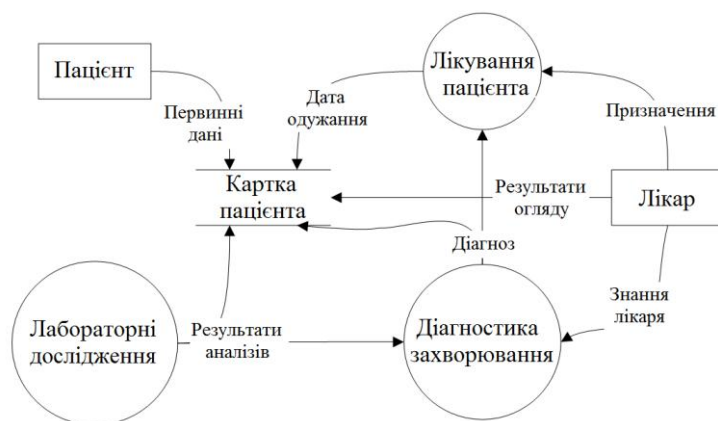 Пацієнт
Лікування
пацієнта
Дата
одужання
Призначення
Первинні
дані
Картка
пацієнта
Результати
огляду
Лікар
Діагноз
Знання
лікаря
Лабораторні
дослідження
Результати
аналізів
Діагностика
захворювання